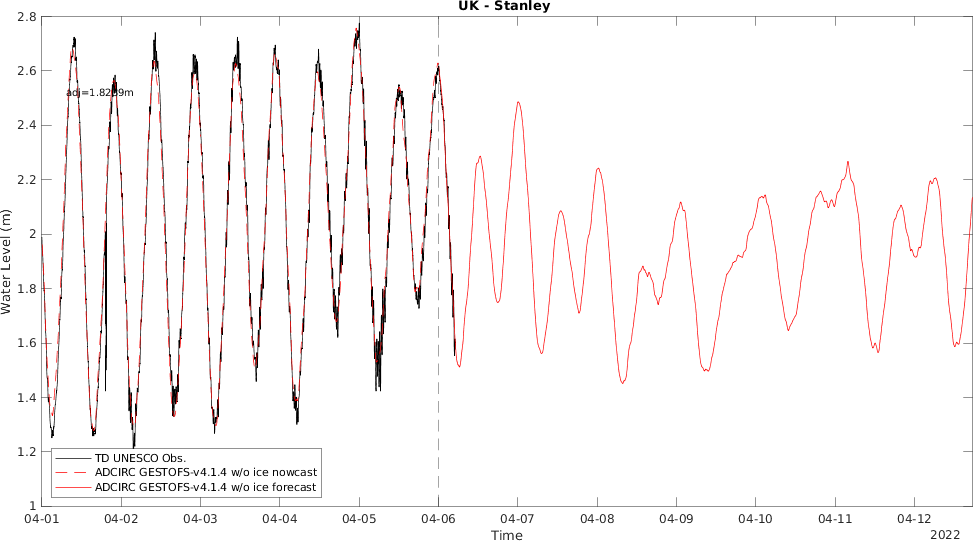 UK - Stanley
2.8
2.6
2.4
2.2
2
1.8
1.6
1.4
1.2
1
Water Level (m)
TD UNESCO Obs.
ADCIRC GESTOFS-v4.1.4 w/o ice nowcast
ADCIRC GESTOFS-v4.1.4 w/o ice forecast
04-01 04-02 04-03 04-04 04-05 04-06 04-07 04-08 04-09 04-10 04-11 04-12
Time
2022